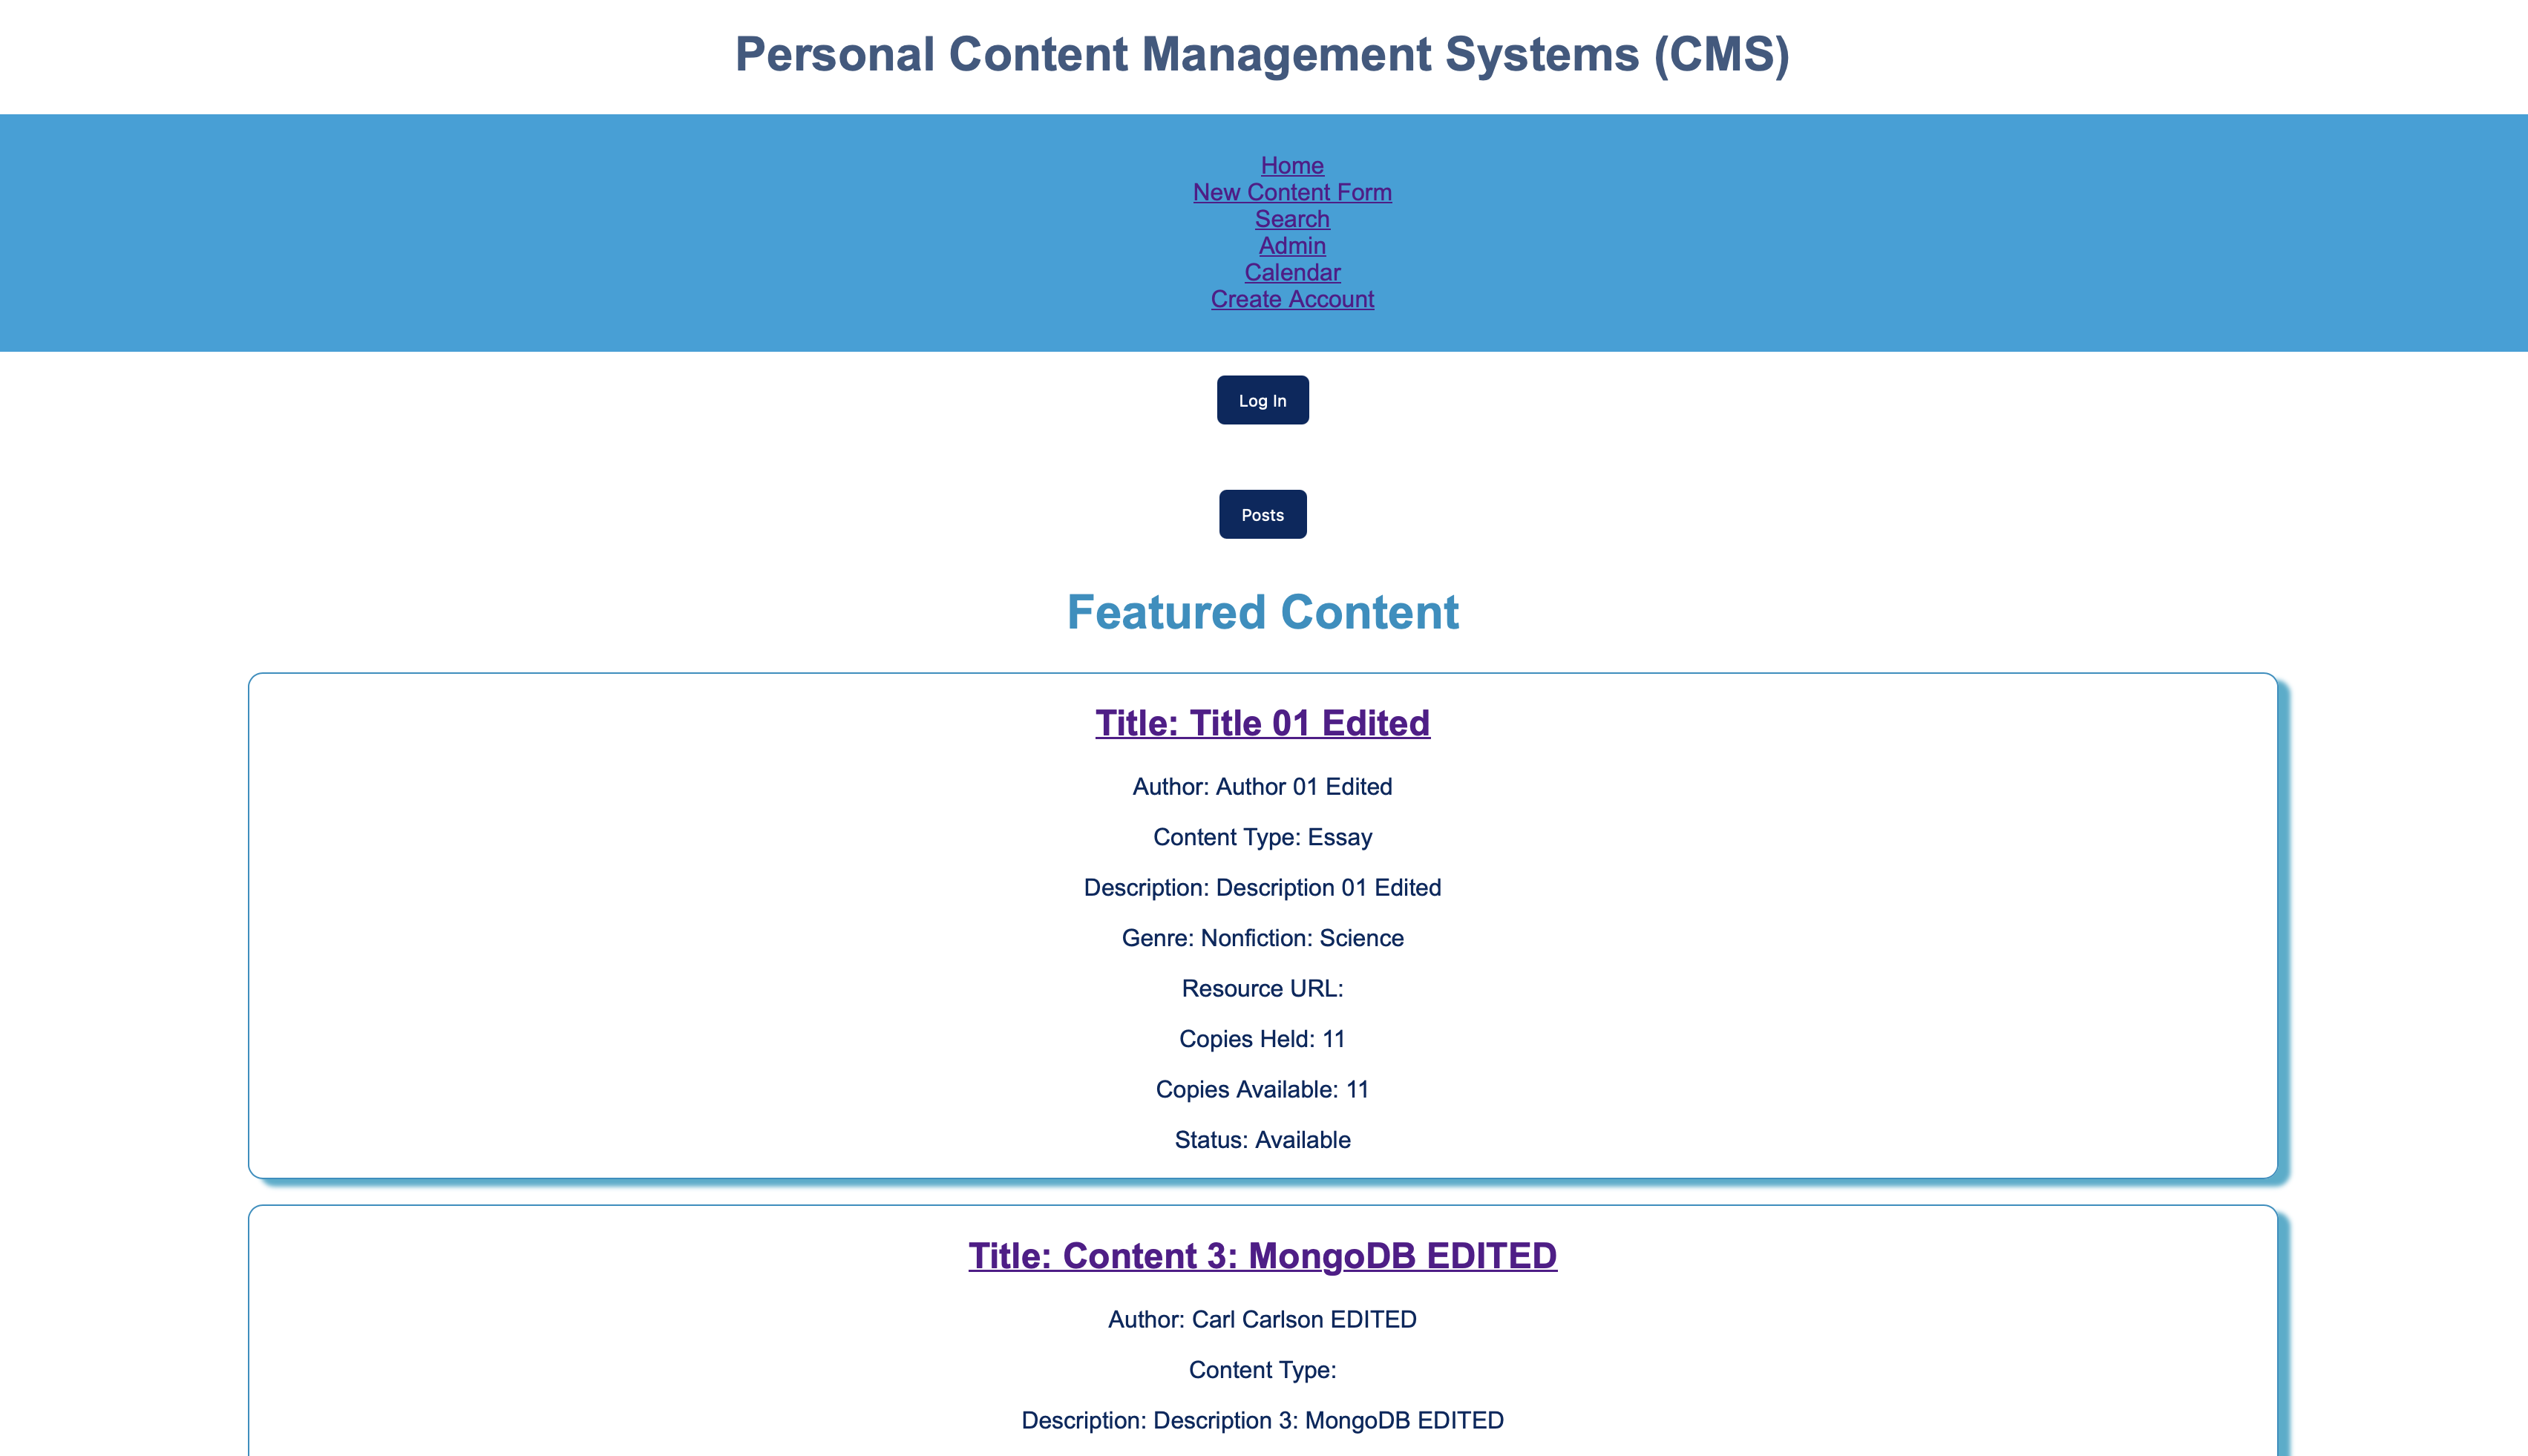 Personal Content Management Systems (CMS)
Home
New Content Form
Search
Admin
Calendar
Create Account
Log In
Posts
Featured Content
Title: Title 01 Edited
Author: Author 01 Edited
Content Type: Essay
Description: Description 01 Edited
Genre: Nonfiction: Science
Resource URL:
Copies Held: 11
Copies Available: 11
Status: Available
Title: Content 3: MongoDB EDITED
Author: Carl Carlson EDITED
Content Type:
Description: Description 3: MongoDB EDITED